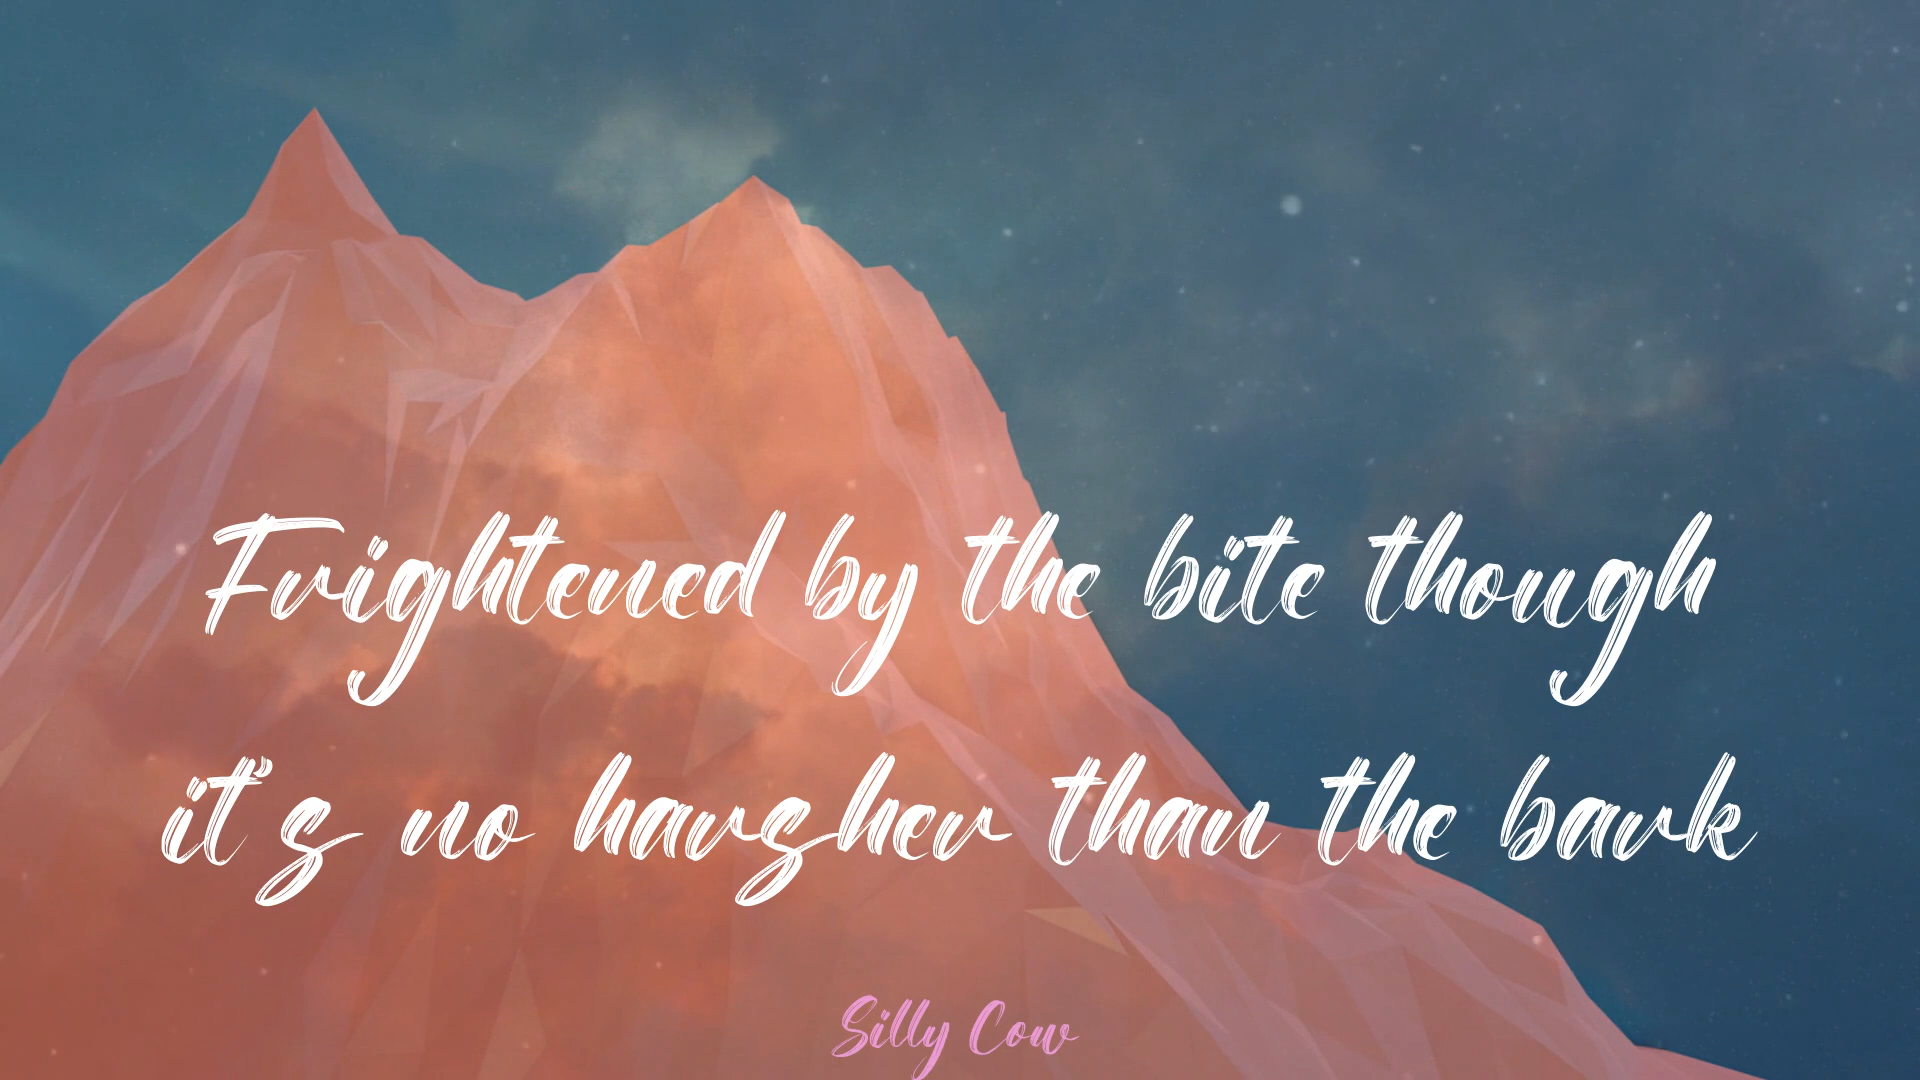 Frightened by the bite though
it's no harsher than the bark
Silly Cow